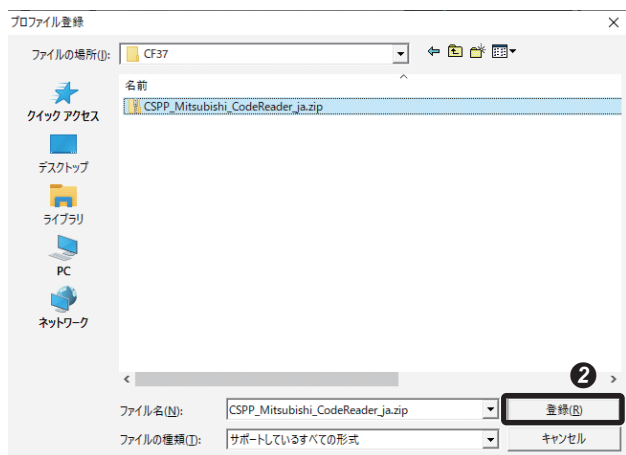 プロファイル登録
ファイルの場所(I):
CF37
名前
CSPP_Mitsubishi_CodeReader_ja.zip
クイック アクセス
デスクトップ
ライブラリ
PC
ネットワーク
2
ファイル名(N):
CSPP_Mitsubishi_CodeReader_ja.zip
登録(R)
ファイルの種類(T):
サポートしているすべての形式
キャンセル